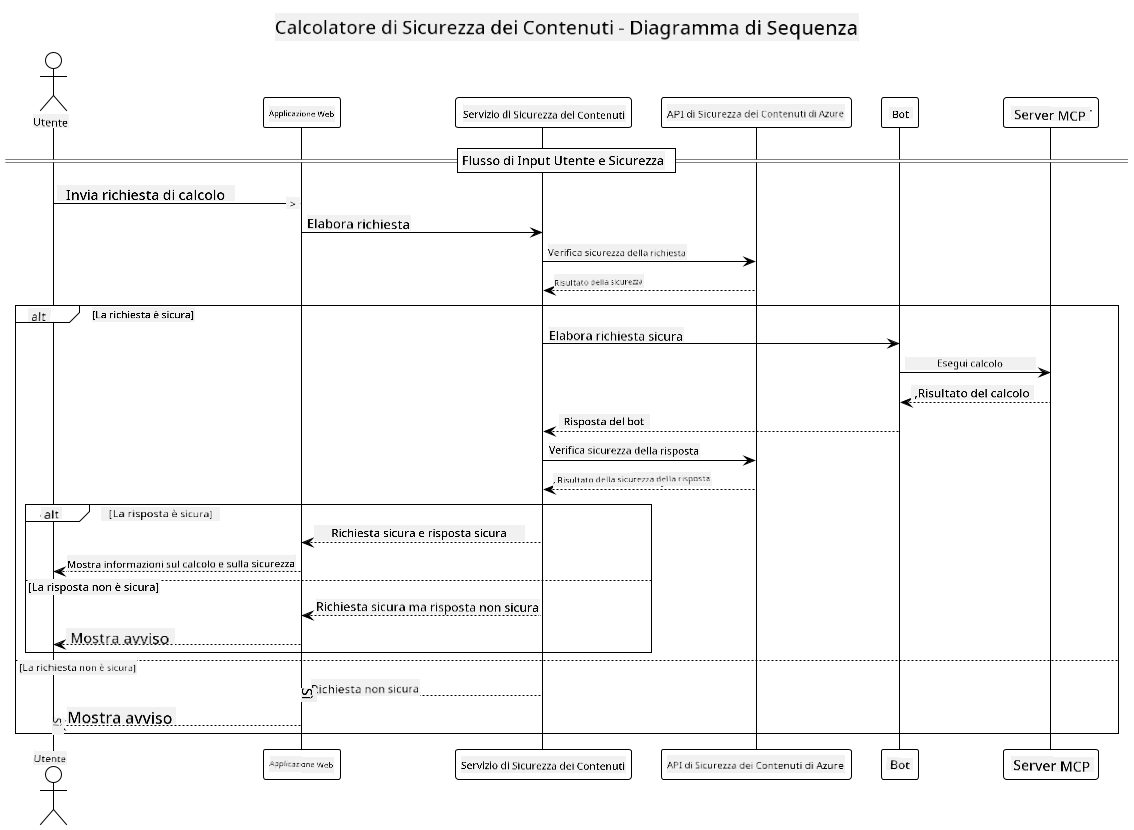 Calcolatore di Sicurezza dei Contenuti - Diagramma di Sequenza
Utente
Applicazione Web
Servizio di Sicurezza dei Contenuti
API di Sicurezza dei Contenuti di Azure
Bot
Server MCP
Flusso di Input Utente e Sicurezza
Invia richiesta di calcolo
>
Elabora richiesta
Verifica sicurezza della richiesta
Risultato della sicurezza
alt
[La richiesta è sicura]
Elabora richiesta sicura
Esegui calcolo
,Risultato del calcolo
Risposta del bot
Verifica sicurezza della risposta
Risultato della sicurezza della risposta
alt
[La risposta è sicura]
Richiesta sicura e risposta sicura
Mostra informazioni sul calcolo e sulla sicurezza
[La risposta non è sicura]
Richiesta sicura ma risposta non sicura
Mostra avviso
[La richiesta non è sicura]
Richiesta non sicura
Mostra avviso
Utente
Applicazione Web
Servizio di Sicurezza dei Contenuti
API di Sicurezza dei Contenuti di Azure
Bot
Server MCP